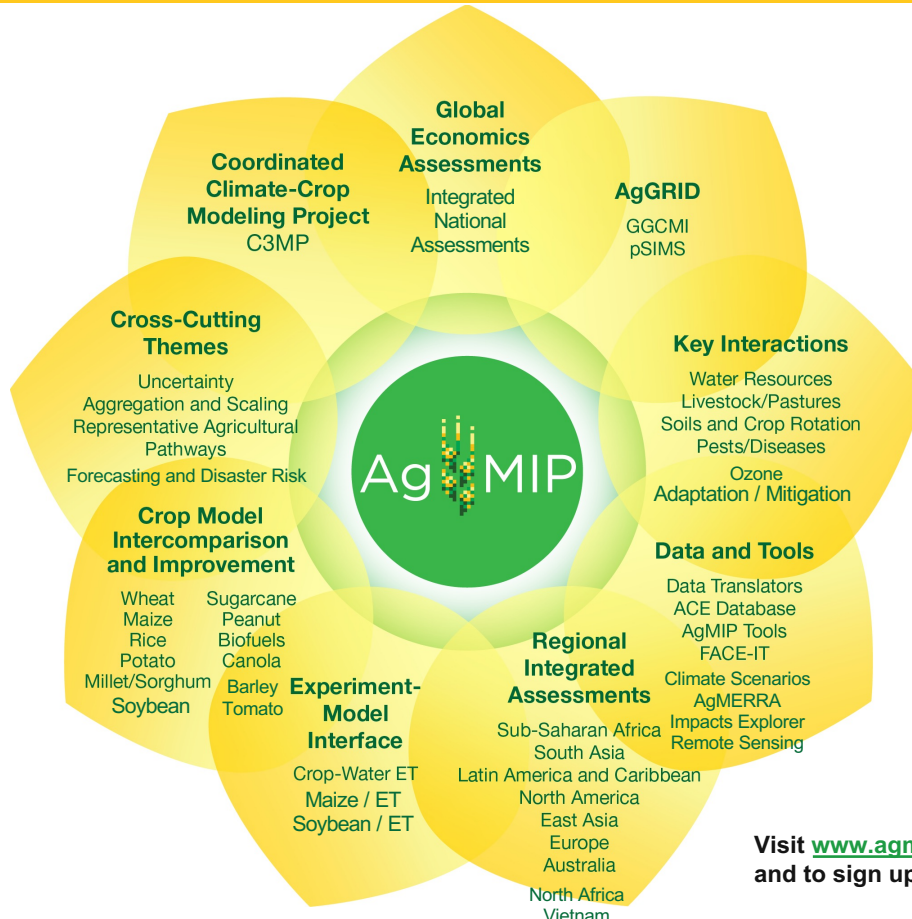 Global
Economics
Assessments
Integrated
National
Assessments
AgGRID
GGCMI
pSIMS
Key Interactions
Water Resources
Livestock/Pastures
Soils and Crop Rotation
Pests/Diseases
Ozone
Adaptation / Mitigation
Data and Tools
Data Translators
ACE Database
AgMIP Tools
FACE-IT
Climate Scenarios
AgMERRA
Impacts Explorer
Remote Sensing
Regional
Integrated
Assessments
Sub-Saharan Africa
South Asia
Latin America and Caribbean
North America
East Asia
Europe
Australia
North Africa
Vietnam
Experiment-
Model
Interface
Crop-Water ET
Maize / ET
Soybean / ET
Crop Model
Intercomparison
and Improvement
Wheat
Maize
Rice
Potato
Millet/Sorghum
Soybean
Sugarcane
Peanut
Biofuels
Canola
Barley
Tomato
Cross-Cutting
Themes
Uncertainty
Aggregation and Scaling
Representative Agricultural
Pathways
Forecasting and Disaster Risk
Coordinated
Climate-Crop
Modeling Project
C3MP
AgMIP
Visit www.agm
and to sign up